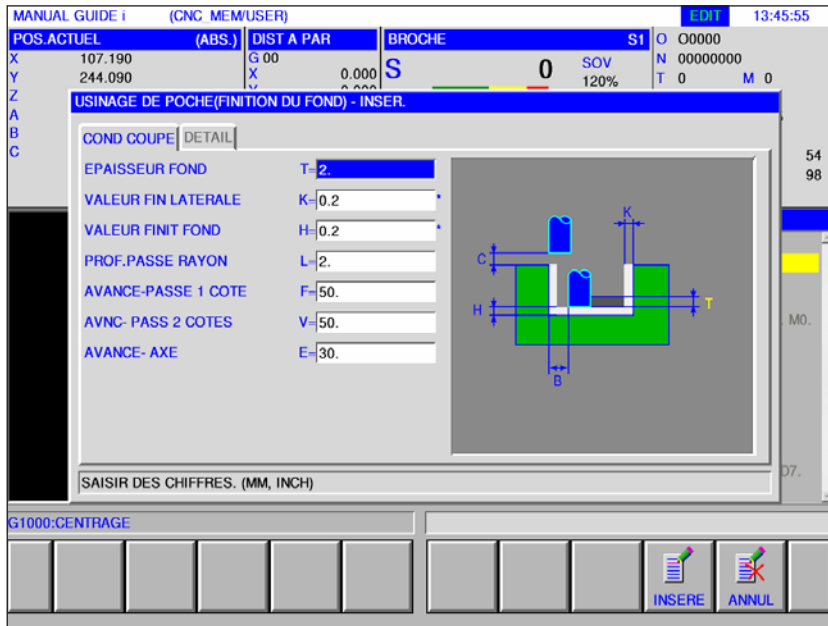 MANUAL GUIDE i (CNC_MEM/USER) EDIT 13:45:55
POS.ACTUEL (ABS.) DIST A PAR BROCHE S1 O O0000
X 107.190 G 00 N 00000000
Y 244.090 X 0.000 S 0 SOV 120% T 0 M 0
Z
A
B
C
54
98
USINAGE DE POCHE(FINITION DU FOND) - INSER.
COND COUPE DETAIL
EPAISSEUR FOND T=2.
VALEUR FIN LATERALE K=0.2 *
VALEUR FINIT FOND H=0.2 *
PROF.PASSE RAYON L=2.
AVANCE-PASSE 1 COTE F=50.
AVNC- PASS 2 COTES V=50.
AVANCE- AXE E=30.
K
C
H
T
B
M0.
D7.
SAISIR DES CHIFFRES. (MM, INCH)
G1000:CENTRAGE
INSERE ANNUL